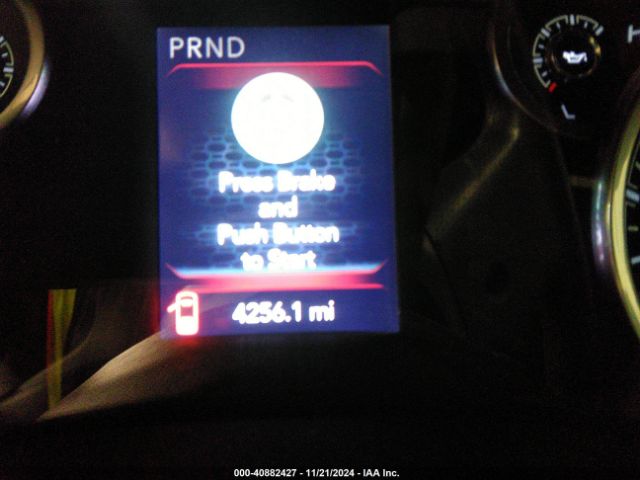 PRND
H
L
Press Brake
and
Push Button
to Start
4256.1 mi
000-40882427 - 11/21/2024 - IAA Inc.